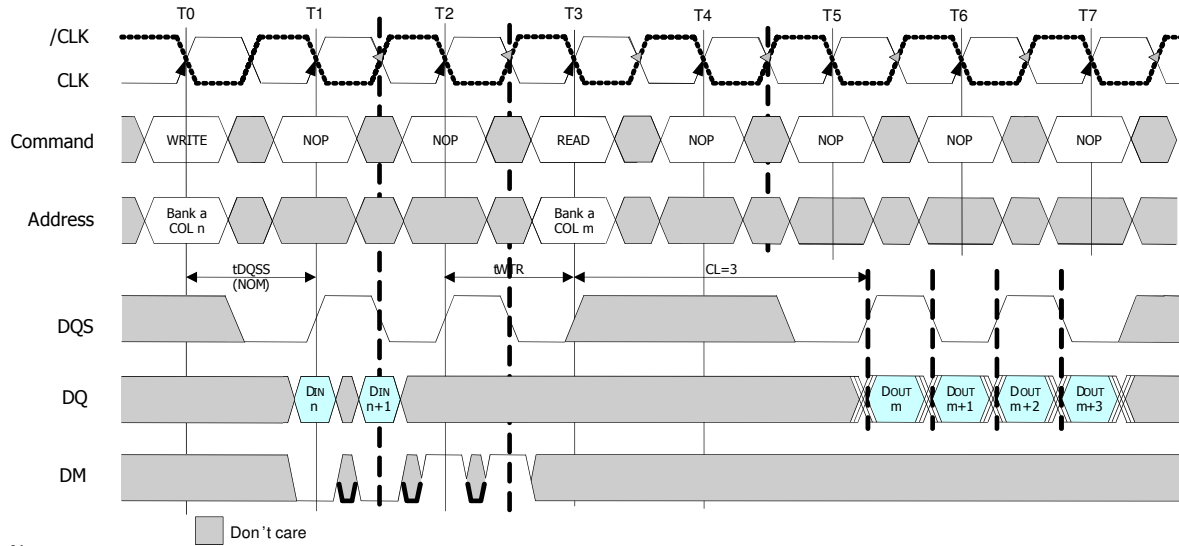 T0 T1 T2 T3 T4 T5 T6 T7
/CLK
CLK
Command WRITE NOP NOP READ NOP NOP NOP NOP
Address Bank a COL n Bank a COL m
tDQSS (NOM) tWTR CL=3
DQS
DQ DIN n DIN n+1 DOUT m DOUT m+1 DOUT m+2 DOUT m+3
DM
Don't care